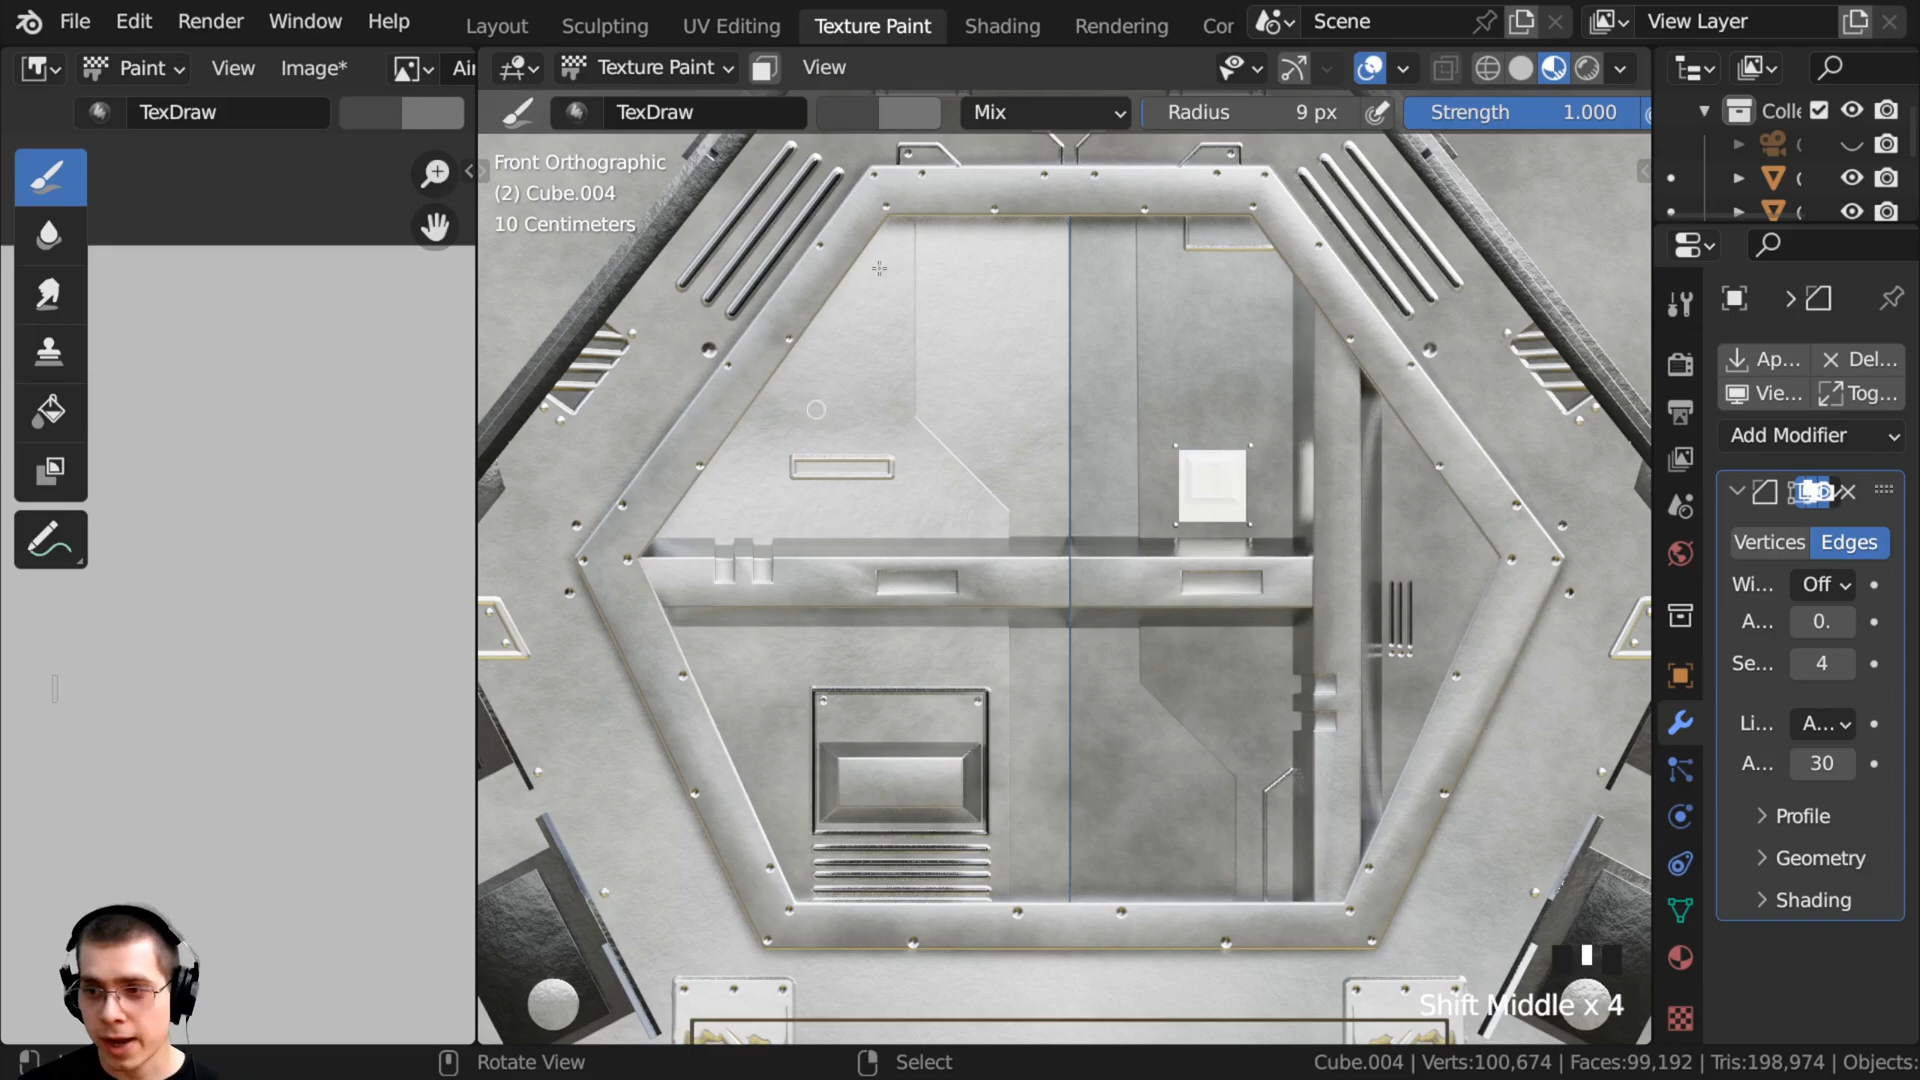 File Edit Render Window Help Layout Sculpting UV Editing Texture Paint Shading Rendering Cor Scene View Layer
Paint View Image* Air Texture Paint View
TexDraw TexDraw Mix Radius 9 px Strength 1.000
Colle
Front Orthographic
(2) Cube.004
10 Centimeters
Ap... Del...
Vie... Tog...
Add Modifier
Vertices Edges
Wi... Off
A... 0.
Se... 4
Li... A...
A... 30
Profile
Geometry
Shading
Shift Middle x 4
Rotate View Select Cube.004 | Verts:100,674 | Faces:99,192 | Tris:198,974 | Objects: